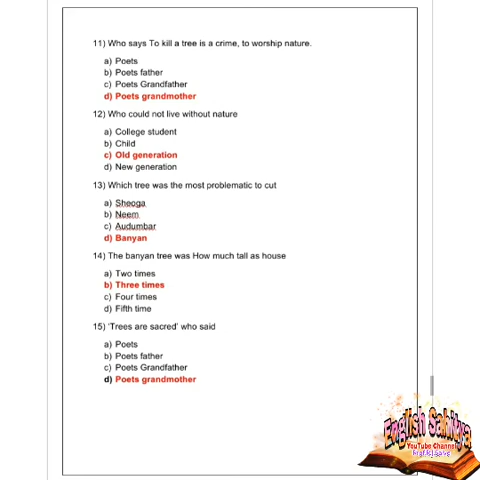 11) Who says To kill a tree is a crime, to worship nature.
a) Poets
b) Poets father
c) Poets Grandfather
d) Poets grandmother
12) Who could not live without nature
a) College student
b) Child
c) Old generation
d) New generation
13) Which tree was the most problematic to cut
a) Sheoga
b) Neem
c) Audumbar
d) Banyan
14) The banyan tree was How much tall as house
a) Two times
b) Three times
c) Four times
d) Fifth time
15) 'Trees are sacred' who said
a) Poets
b) Poets father
c) Poets Grandfather
d) Poets grandmother
English Sahitya
YouTube Channel